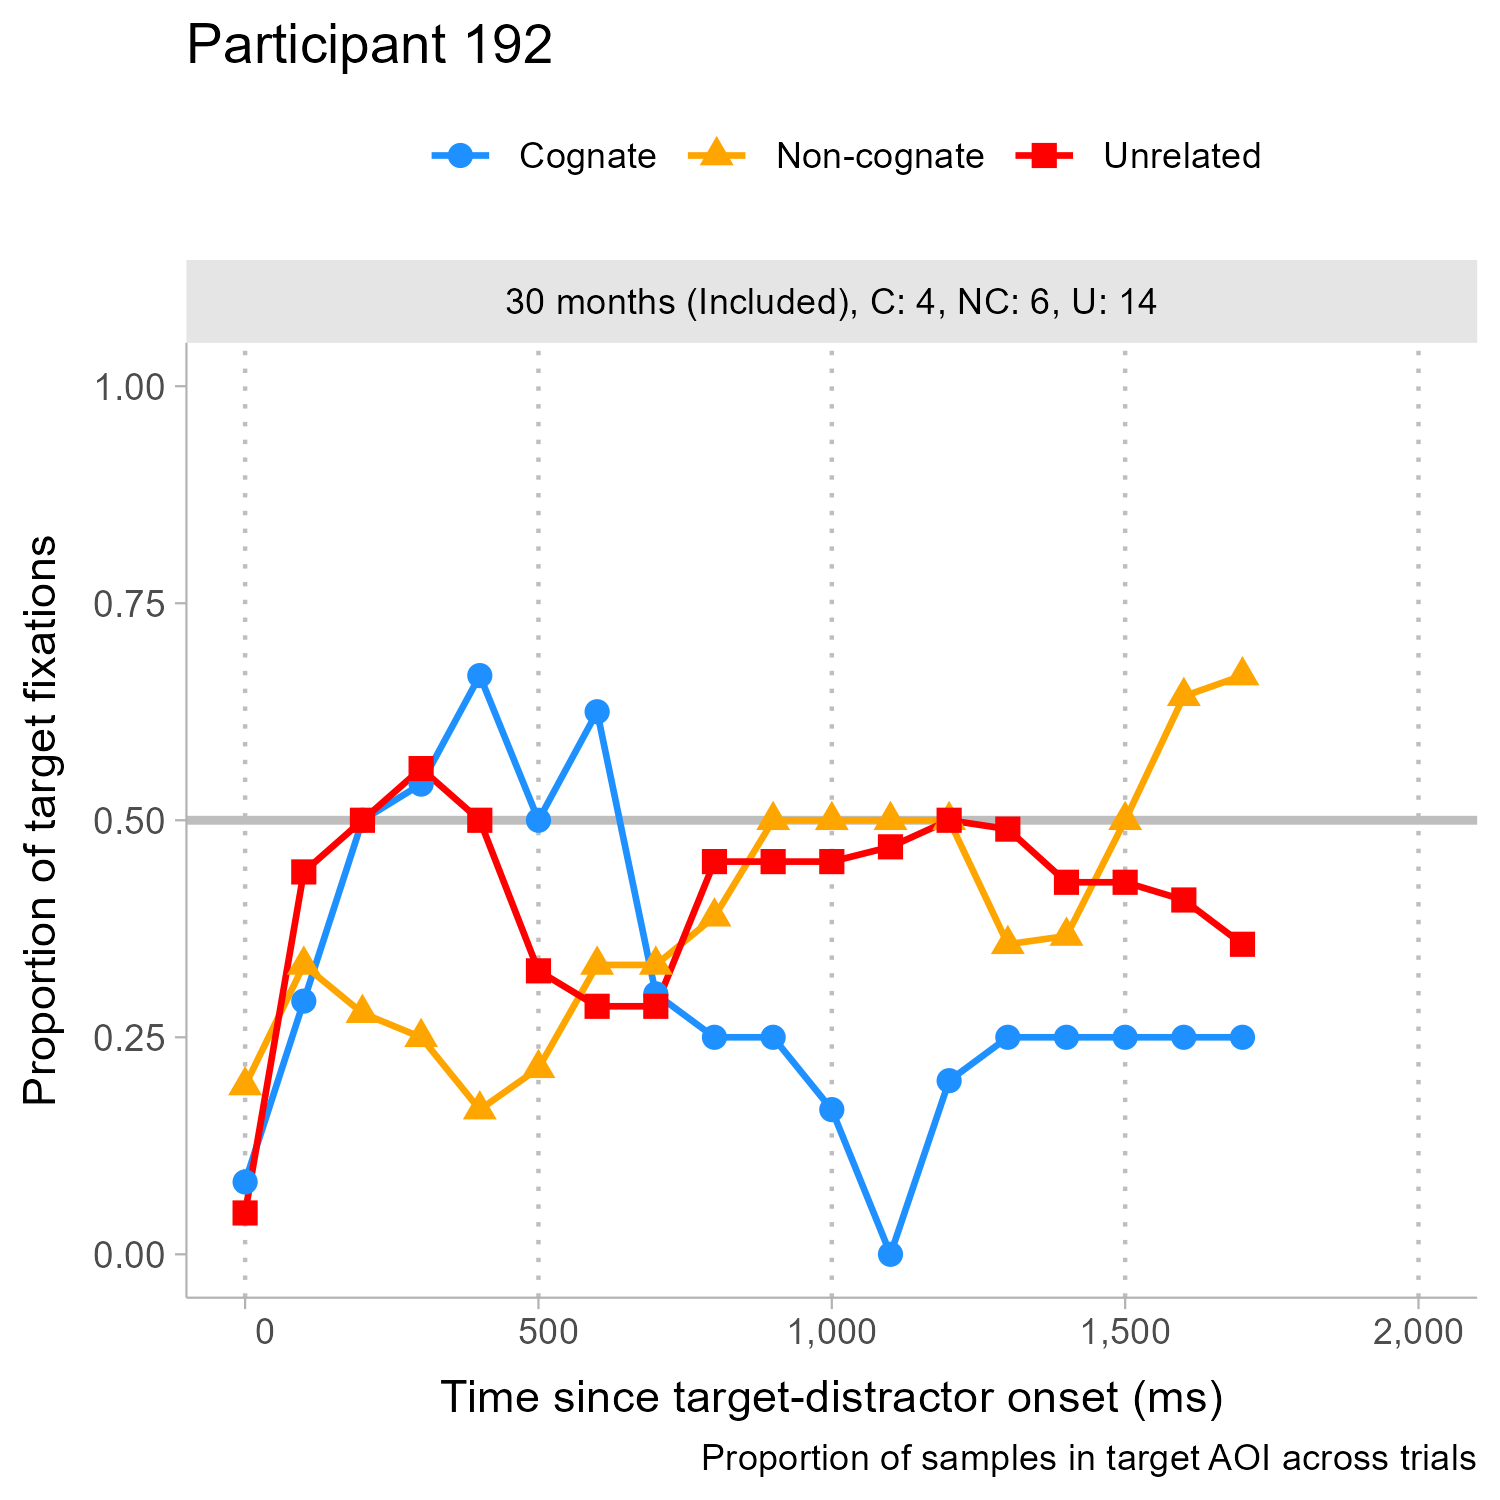 Participant 192
Cognate Non-cognate Unrelated
30 months (Included), C: 4, NC: 6, U: 14
Proportion of target fixations
1.00
0.75
0.50
0.25
0.00
0 500 1,000 1,500 2,000
Time since target-distractor onset (ms)
Proportion of samples in target AOI across trials